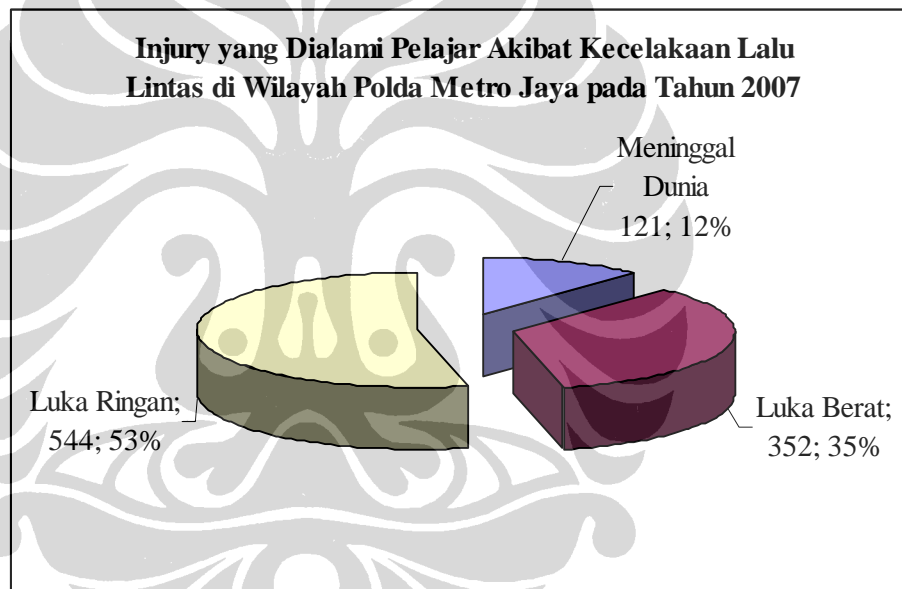 Injury yang Dialami Pelajar Akibat Kecelakaan Lalu
Lintas di Wilayah Polda Metro Jaya pada Tahun 2007
Meninggal
Dunia
121; 12%
Luka Ringan;
544; 53%
Luka Berat;
352; 35%